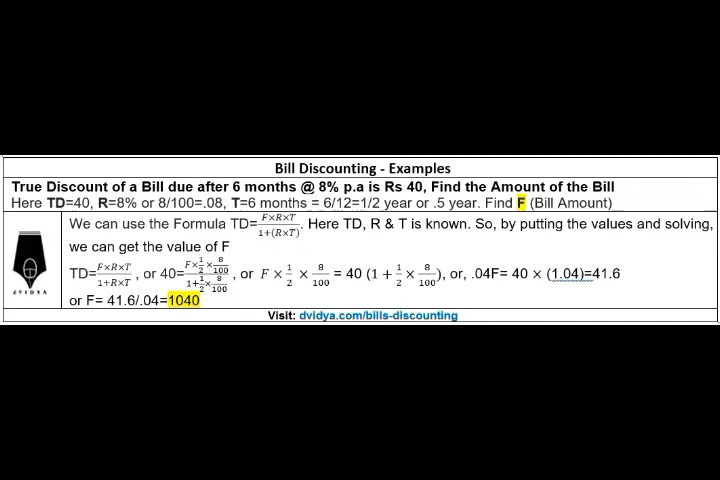 Bill Discounting - Examples
True Discount of a Bill due after 6 months @ 8% p.a is Rs 40, Find the Amount of the Bill
Here TD=40, R=8% or 8/100=.08, T=6 months = 6/12=1/2 year or .5 year. Find F (Bill Amount)
We can use the Formula TD=F×R×T/1+(R×T). Here TD, R & T is known. So, by putting the values and solving,
we can get the value of F
TD=F×R×T/1+R×T, or 40=F×1/2×8/100/1+1/2×8/100, or F × 1/2 × 8/100 = 40 (1 + 1/2 × 8/100), or, .04F= 40 × (1.04)=41.6
or F= 41.6/.04=1040
DVIDYA
Visit: dvidya.com/bills-discounting